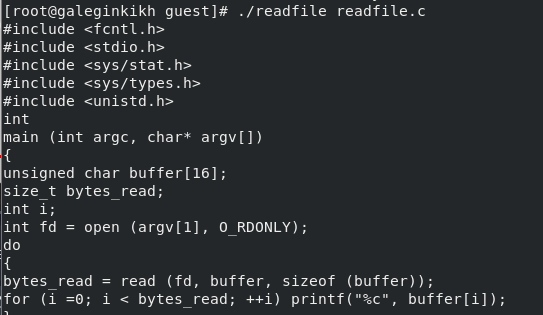 [root@galeginkikh guest]# ./readfile readfile.c
#include <fcntl.h>
#include <stdio.h>
#include <sys/stat.h>
#include <sys/types.h>
#include <unistd.h>
int
main (int argc, char* argv[])
{
unsigned char buffer[16];
size_t bytes_read;
int i;
int fd = open (argv[1], O_RDONLY);
do
{
bytes_read = read (fd, buffer, sizeof (buffer));
for (i =0; i < bytes_read; ++i) printf("%c", buffer[i]);